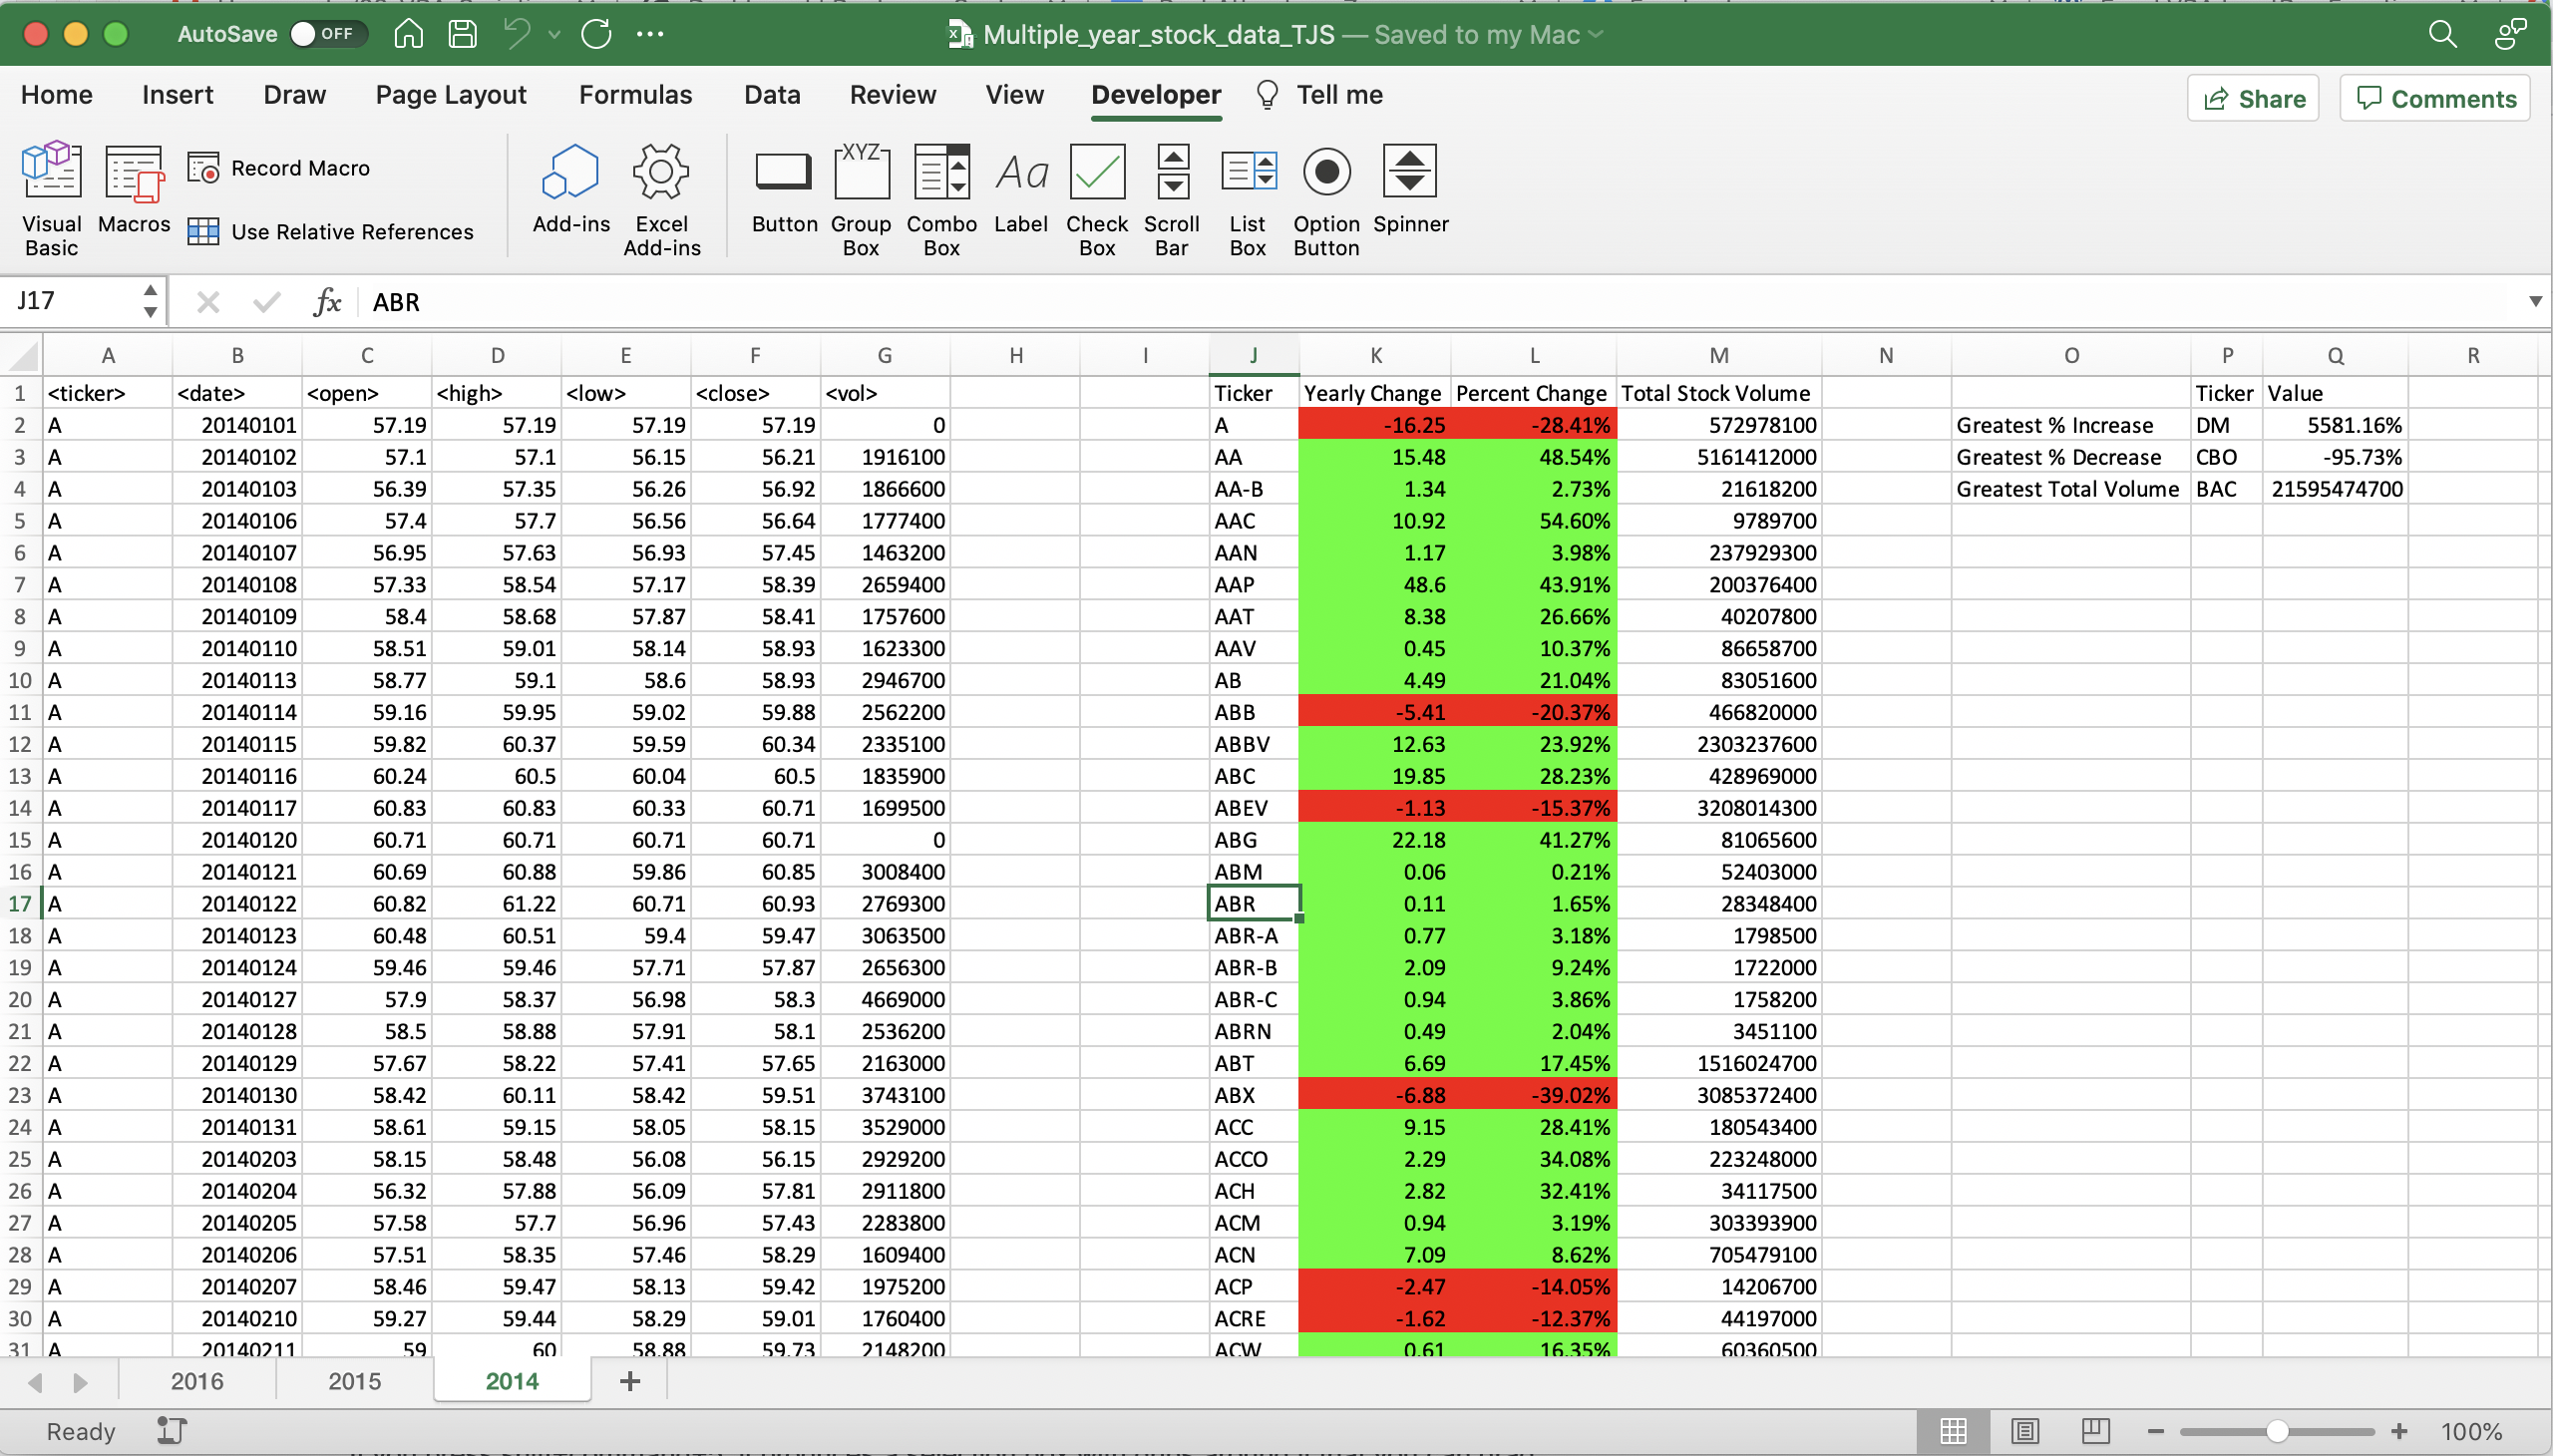 AutoSave OFF Multiple_year_stock_data_TJS — Saved to my Mac
Home Insert Draw Page Layout Formulas Data Review View Developer Tell me Share Comments
Visual Basic Macros Record Macro Use Relative References Add-ins Excel Add-ins Button Group Box Combo Box Label Check Box Scroll Bar List Box Option Button Spinner
XYZ Aa
J17 fx ABR
A B C D E F G H I J K L M N O P Q R
1 <ticker> <date> <open> <high> <low> <close> <vol> Ticker Yearly Change Percent Change Total Stock Volume Ticker Value
2 A 20140101 57.19 57.19 57.19 57.19 0 A -16.25 -28.41% 572978100 Greatest % Increase DM 5581.16%
3 A 20140102 57.1 57.1 56.15 56.21 1916100 AA 15.48 48.54% 5161412000 Greatest % Decrease CBO -95.73%
4 A 20140103 56.39 57.35 56.26 56.92 1866600 AA-B 1.34 2.73% 21618200 Greatest Total Volume BAC 21595474700
5 A 20140106 57.4 57.7 56.56 56.64 1777400 AAC 10.92 54.60% 9789700
6 A 20140107 56.95 57.63 56.93 57.45 1463200 AAN 1.17 3.98% 237929300
7 A 20140108 57.33 58.54 57.17 58.39 2659400 AAP 48.6 43.91% 200376400
8 A 20140109 58.4 58.68 57.87 58.41 1757600 AAT 8.38 26.66% 40207800
9 A 20140110 58.51 59.01 58.14 58.93 1623300 AAV 0.45 10.37% 86658700
10 A 20140113 58.77 59.1 58.6 58.93 2946700 AB 4.49 21.04% 83051600
11 A 20140114 59.16 59.95 59.02 59.88 2562200 ABB -5.41 -20.37% 466820000
12 A 20140115 59.82 60.37 59.59 60.34 2335100 ABBV 12.63 23.92% 2303237600
13 A 20140116 60.24 60.5 60.04 60.5 1835900 ABC 19.85 28.23% 428969000
14 A 20140117 60.83 60.83 60.33 60.71 1699500 ABEV -1.13 -15.37% 3208014300
15 A 20140120 60.71 60.71 60.71 60.71 0 ABG 22.18 41.27% 81065600
16 A 20140121 60.69 60.88 59.86 60.85 3008400 ABM 0.06 0.21% 52403000
17 A 20140122 60.82 61.22 60.71 60.93 2769300 ABR 0.11 1.65% 28348400
18 A 20140123 60.48 60.51 59.4 59.47 3063500 ABR-A 0.77 3.18% 1798500
19 A 20140124 59.46 59.46 57.71 57.87 2656300 ABR-B 2.09 9.24% 1722000
20 A 20140127 57.9 58.37 56.98 58.3 4669000 ABR-C 0.94 3.86% 1758200
21 A 20140128 58.5 58.88 57.91 58.1 2536200 ABRN 0.49 2.04% 3451100
22 A 20140129 57.67 58.22 57.41 57.65 2163000 ABT 6.69 17.45% 1516024700
23 A 20140130 58.42 60.11 58.42 59.51 3743100 ABX -6.88 -39.02% 3085372400
24 A 20140131 58.61 59.15 58.05 58.15 3529000 ACC 9.15 28.41% 180543400
25 A 20140203 58.15 58.48 56.08 56.15 2929200 ACCO 2.29 34.08% 223248000
26 A 20140204 56.32 57.88 56.09 57.81 2911800 ACH 2.82 32.41% 34117500
27 A 20140205 57.58 57.7 56.96 57.43 2283800 ACM 0.94 3.19% 303393900
28 A 20140206 57.51 58.35 57.46 58.29 1609400 ACN 7.09 8.62% 705479100
29 A 20140207 58.46 59.47 58.13 59.42 1975200 ACP -2.47 -14.05% 14206700
30 A 20140210 59.27 59.44 58.29 59.01 1760400 ACRE -1.62 -12.37% 44197000
31 A 20140211 59 60 58.88 59.73 2148200 ACW 0.61 16.35% 60360500
2016 2015 2014 +
Ready 100%